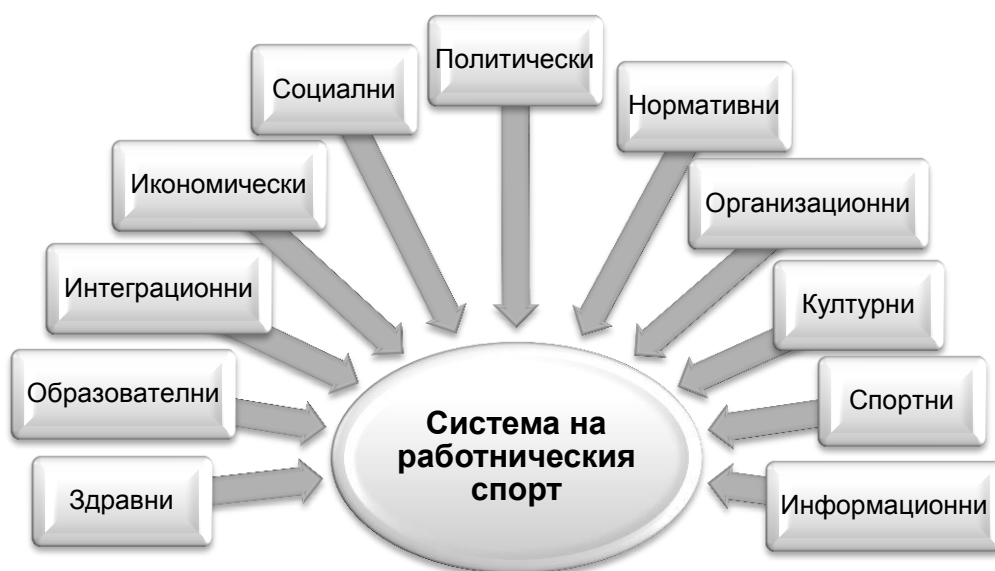 Политически
Социални
Нормативни
Икономически
Организационни
Интеграционни
Културни
Образователни
Спортни
Здравни
Информационни
Система на
работническия
спорт